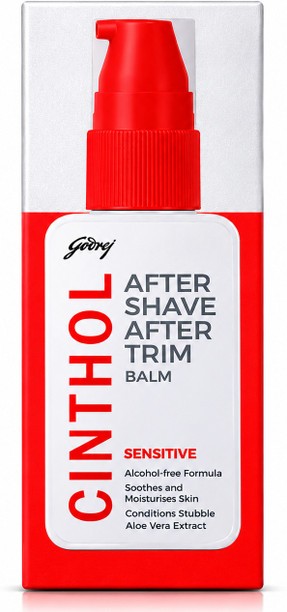 Godrej
CINTHOL
AFTER
SHAVE
AFTER
TRIM
BALM
SENSITIVE
Alcohol-free Formula
Soothes and
Moisturises Skin
Conditions Stubble
Aloe Vera Extract